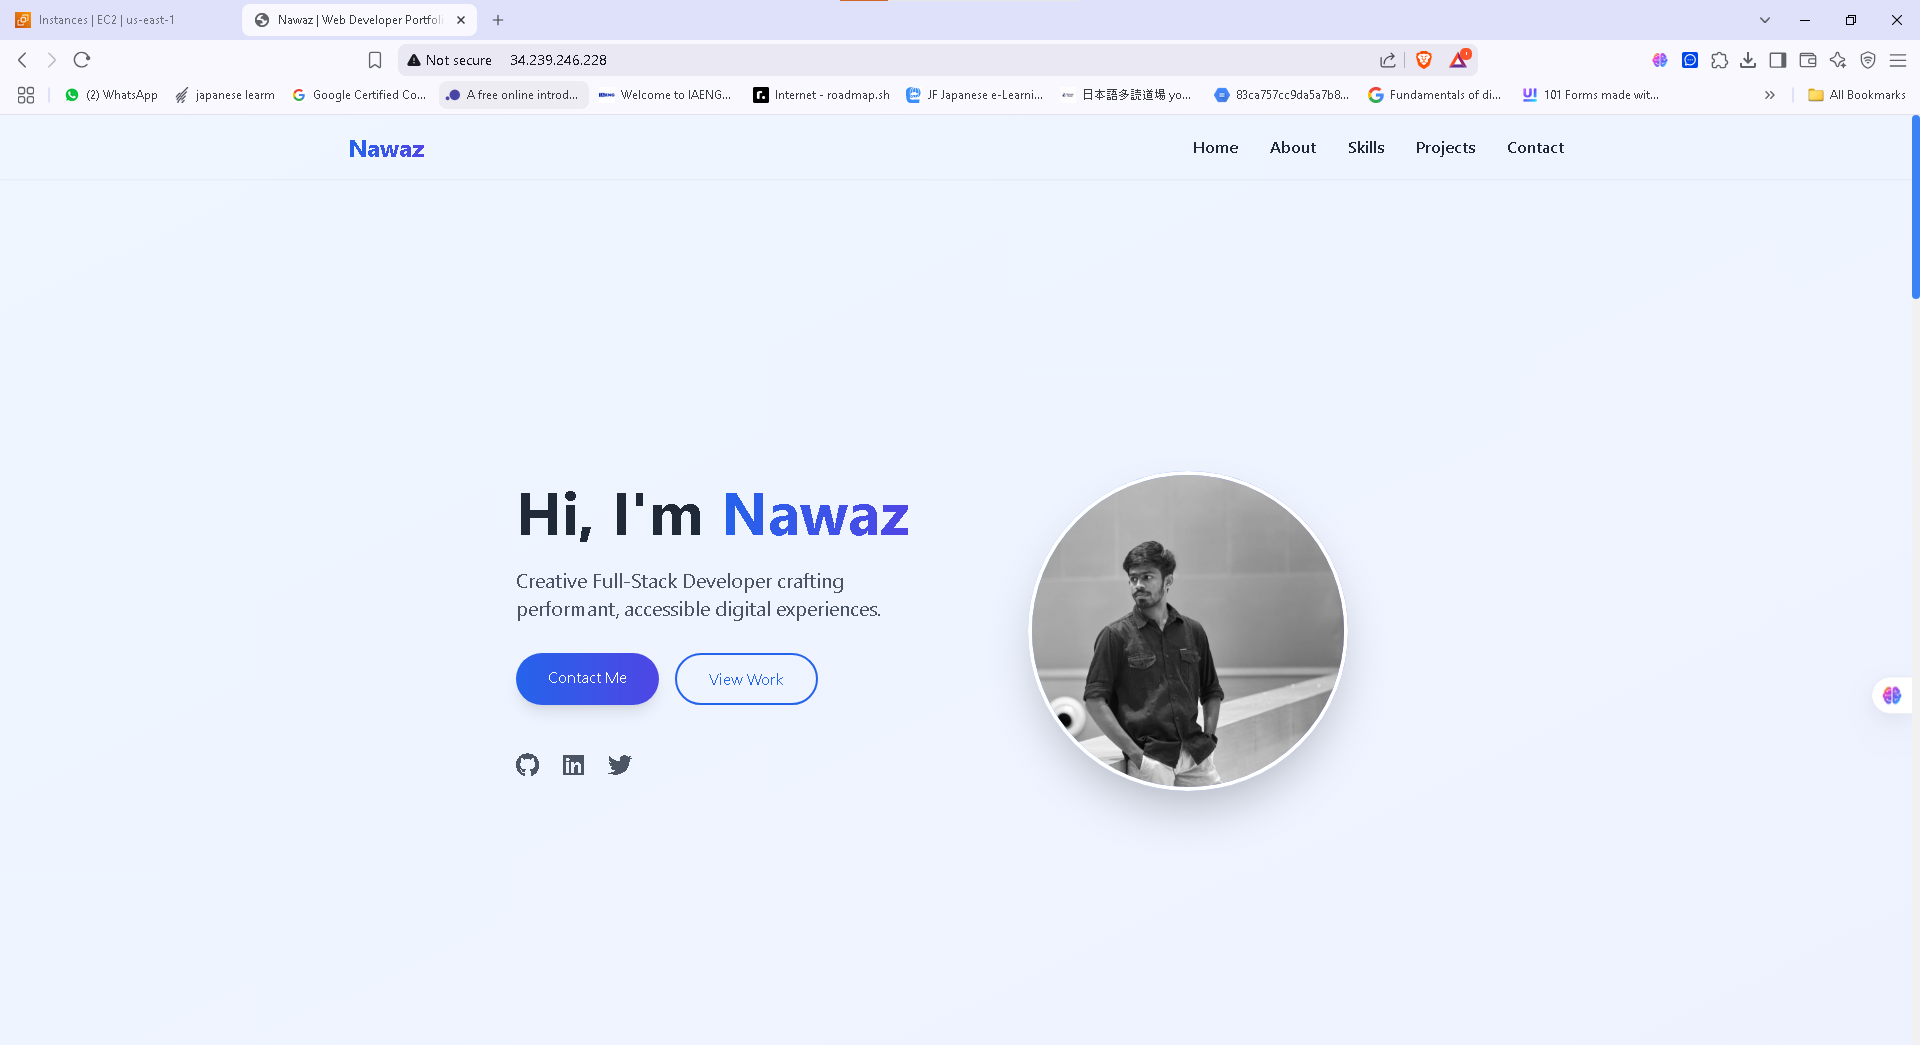 Instances | EC2 | us-east-1
Nawaz | Web Developer Portfoli
Not secure 34.239.246.228
(2) WhatsApp
japanese learn
Google Certified Co...
A free online introd...
Welcome to IAENG...
Internet - roadmap.sh
JF Japanese e-Learni...
日本語多読道場 yo...
83ca757cc9da5a7b8...
Fundamentals of di...
101 Forms made wit...
All Bookmarks
Nawaz
Home
About
Skills
Projects
Contact
Hi, I'm Nawaz
Creative Full-Stack Developer crafting
performant, accessible digital experiences.
Contact Me
View Work